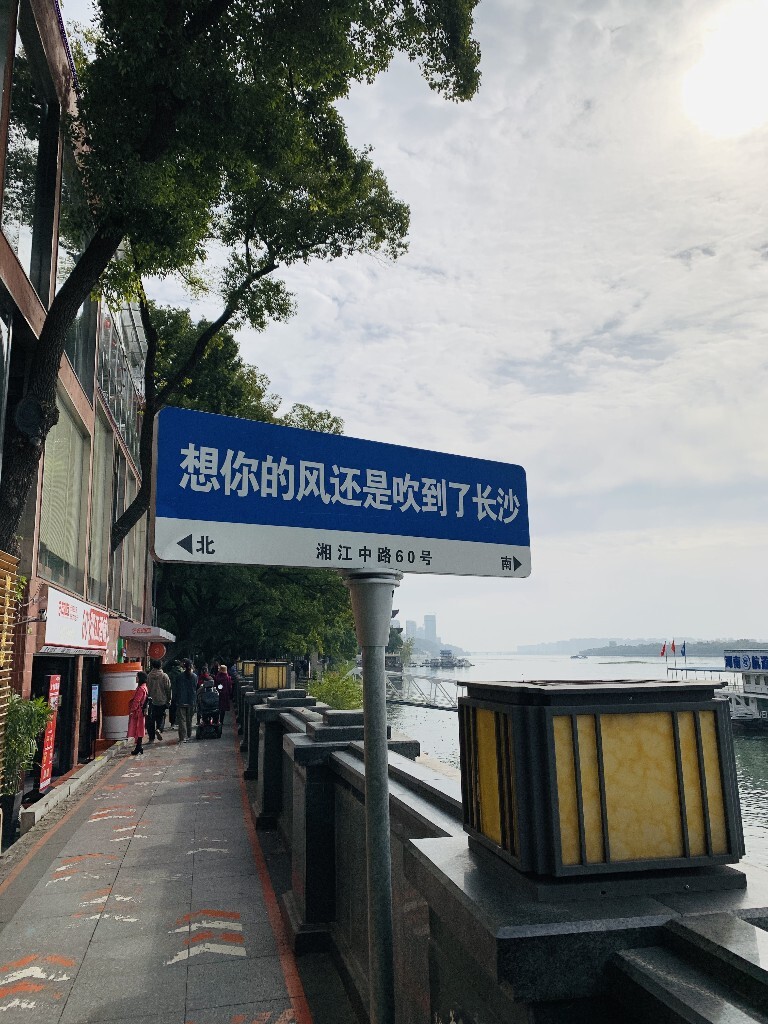 想你的风还是吹到了长沙
北
湘江中路60号
南